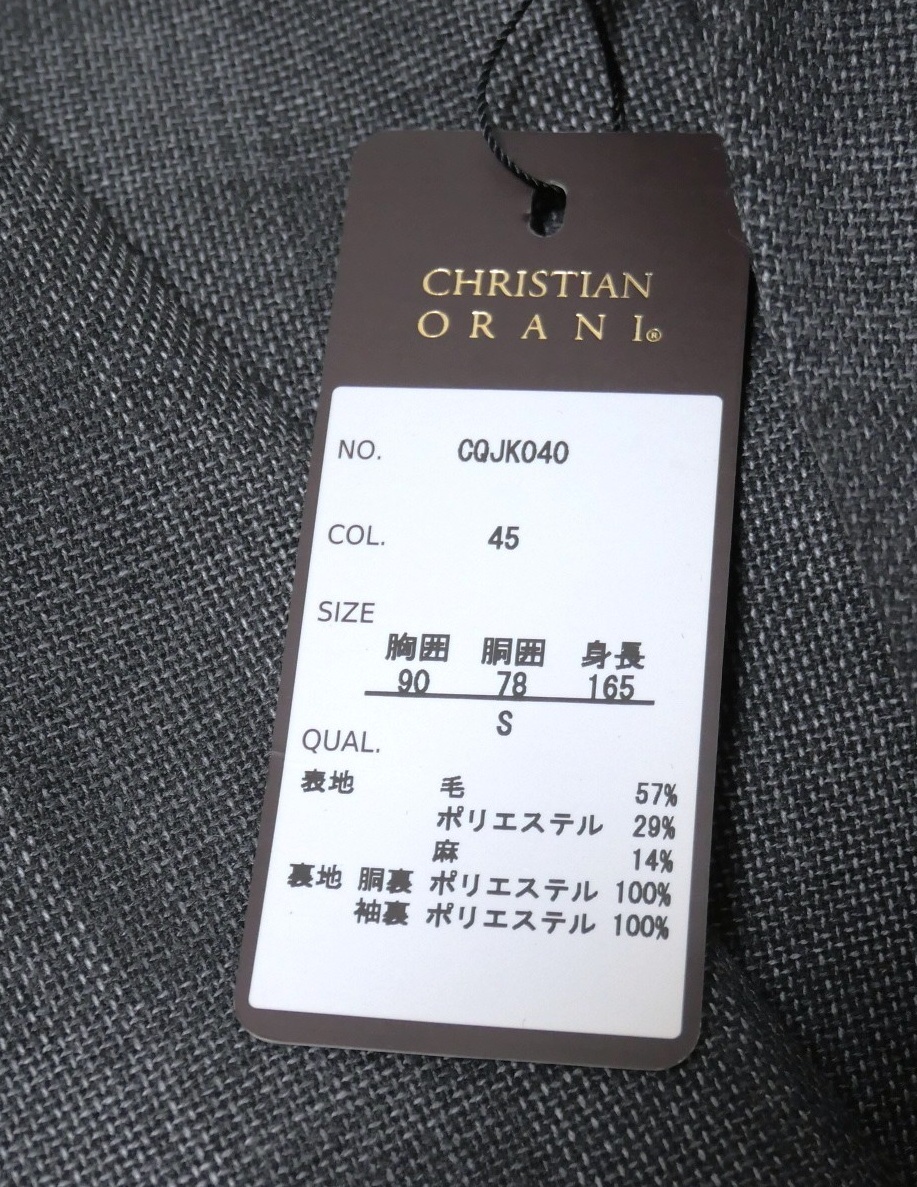 CHRISTIAN
ORANI®
NO. CQJK040
COL. 45
SIZE
胸囲 胴囲 身長
90 78 165
S
QUAL.
表地 毛 57%
ポリエステル 29%
麻 14%
裏地 胴裏 ポリエステル 100%
袖裏 ポリエステル 100%